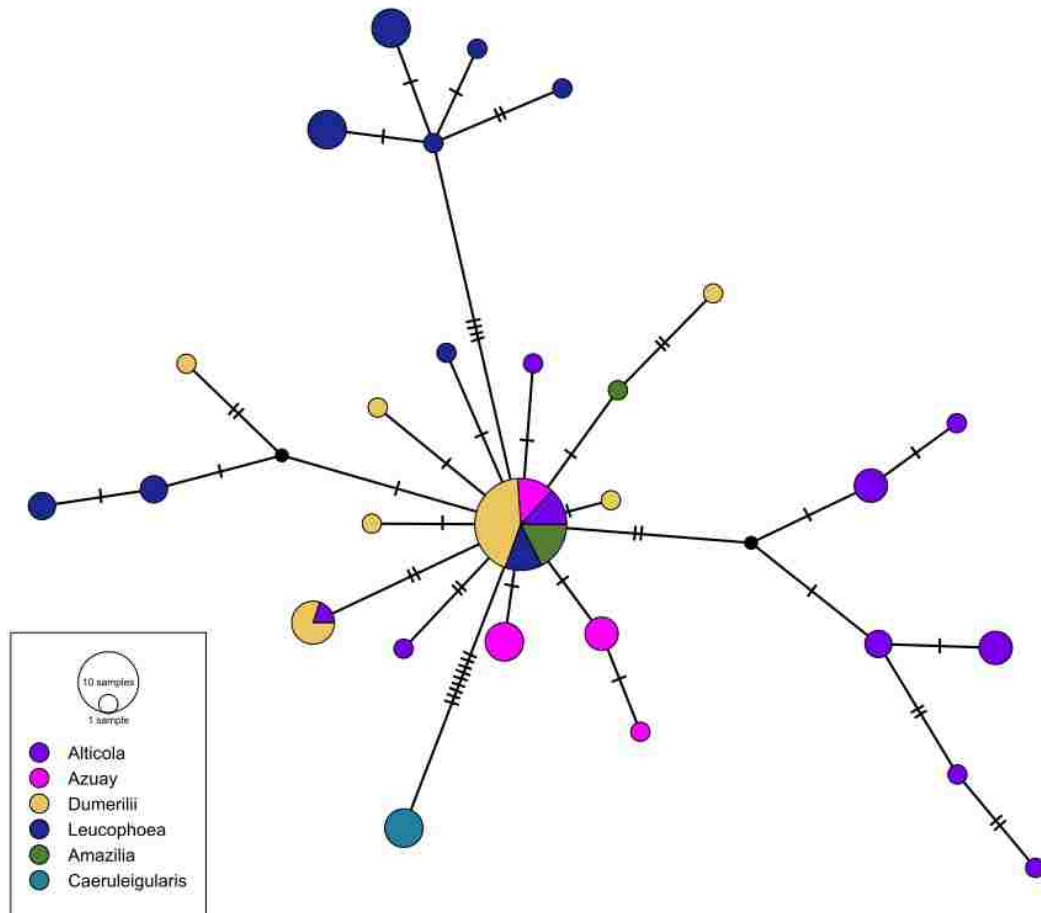 10 samples
1 sample
Alticola
Azuay
Dumerilii
Leucophoea
Amazilia
Caeruleigularis